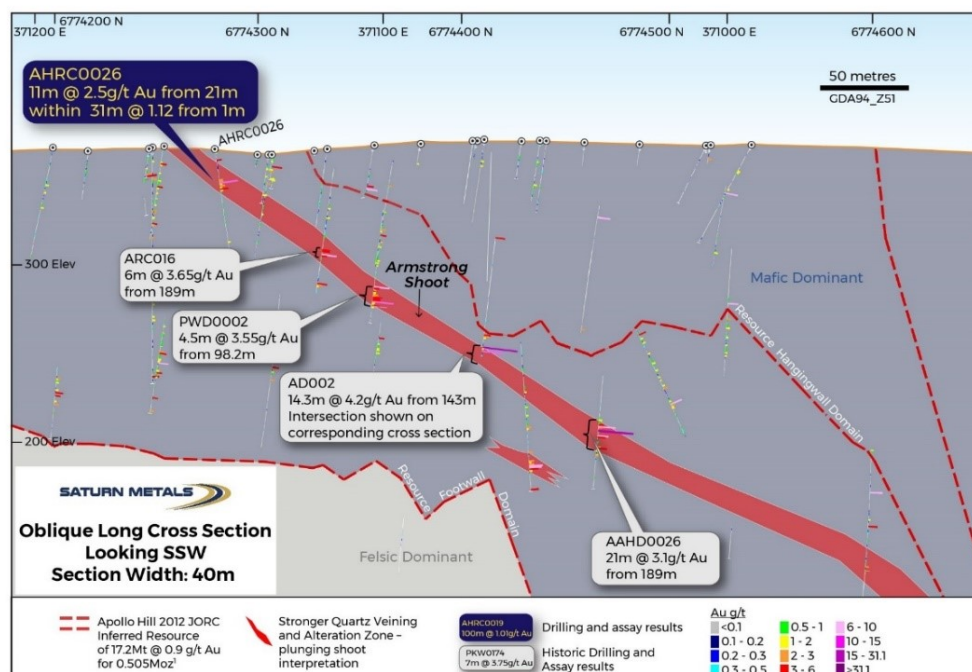 6774200 N
371200 E
6774300 N
371100 E
6774400 N
6774500 N
371000 E
6774600 N
50 metres
GDA94_Z51
AHRC0026
11m @ 2.5g/t Au from 21m
within 31m @ 1.12 from 1m
AHRC0026
300 Elev
ARC016
6m @ 3.65g/t Au
from 189m
Armstrong
Shoot
Mafic Dominant
PWD0002
4.5m @ 3.55g/t Au
from 98.2m
AD002
14.3m @ 4.2g/t Au from 143m
Intersection shown on
corresponding cross section
Resource Hangingwall Domain
200 Elev
SATURN METALS
Oblique Long Cross Section
Looking SSW
Section Width: 40m
Resource Footwall Domain
Felsic Dominant
AAHD0026
21m @ 3.1g/t Au
from 189m
Apollo Hill 2012 JORC
Inferred Resource
of 17.2Mt @ 0.9 g/t Au
for 0.505Moz¹
Stronger Quartz Veining
and Alteration Zone –
plunging shoot
interpretation
AHRC0019
100m @ 1.01g/t Au
Drilling and assay results
PKW0174
7m @ 3.75g/t Au
Historic Drilling and
Assay results
Au g/t
<0.1
0.1 - 0.2
0.2 - 0.3
0.3 - 0.5
0.5 - 1
1 - 2
2 - 3
3 - 6
6 - 10
10 - 15
15 - 31.1
>31.1